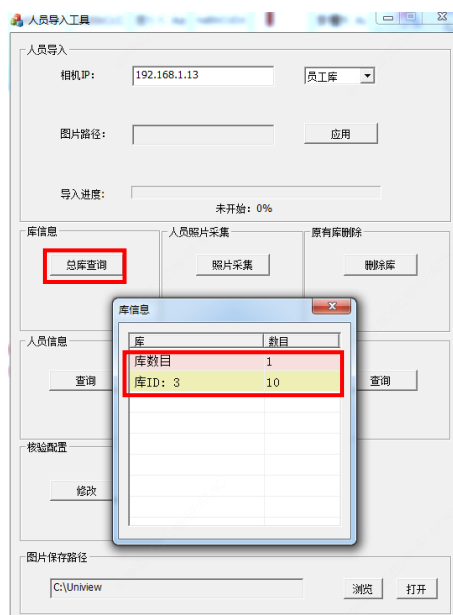 人员导入工具
人员导入
相机IP: 192.168.1.13 员工库
图片路径: 应用
导入进度:
未开始: 0%
库信息 人员照片采集 原有库删除
总库查询 照片采集 删除库
库信息
库 数目
库数目 1
库ID: 3 10
人员信息
查询 查询
核验配置
修改
图片保存路径
C:\Uniview 浏览 打开